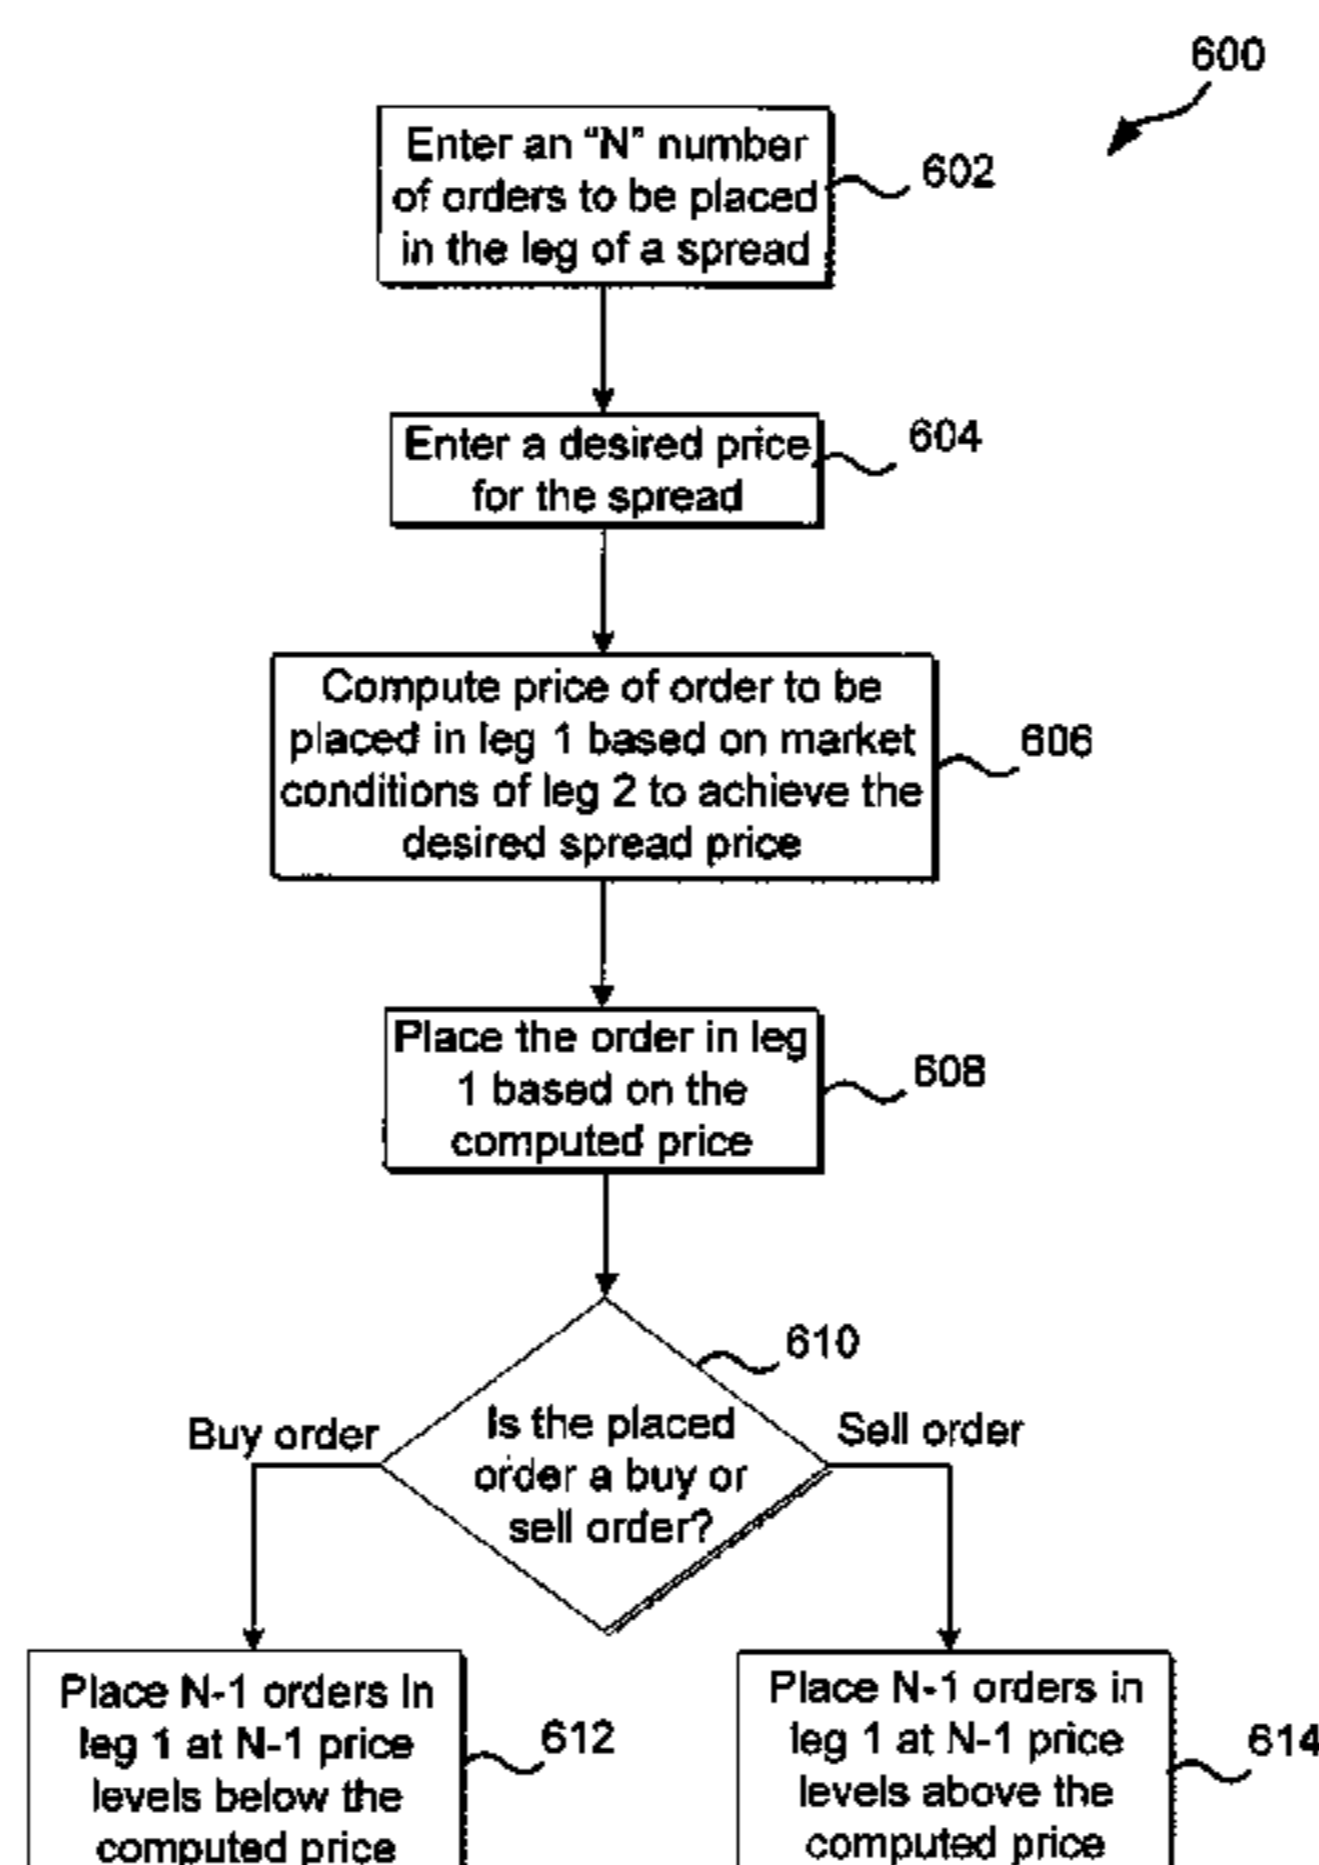 600
Enter an “N” number
of orders to be placed
in the leg of a spread
602
Enter a desired price
for the spread
604
Compute price of order to be
placed in leg 1 based on market
conditions of leg 2 to achieve the
desired spread price
606
Place the order in leg
1 based on the
computed price
608
610
Is the placed
order a buy or
sell order?
Buy order
Sell order
Place N-1 orders in
leg 1 at N-1 price
levels below the
computed price
612
Place N-1 orders in
leg 1 at N-1 price
levels above the
computed price
614